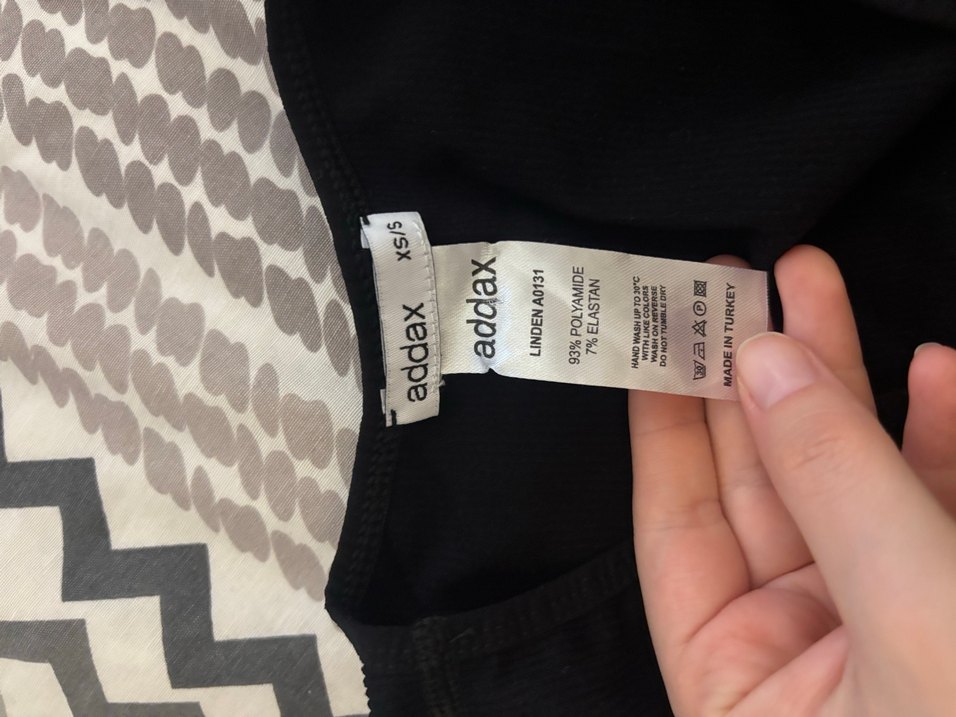 addax XS/S
addax
LINDEN A0131
93% POLYAMIDE
7% ELASTAN
HAND WASH UP TO 30°C
WITH LIKE COLORS
WASH ON REVERSE
DO NOT TUMBLE DRY
MADE IN TURKEY